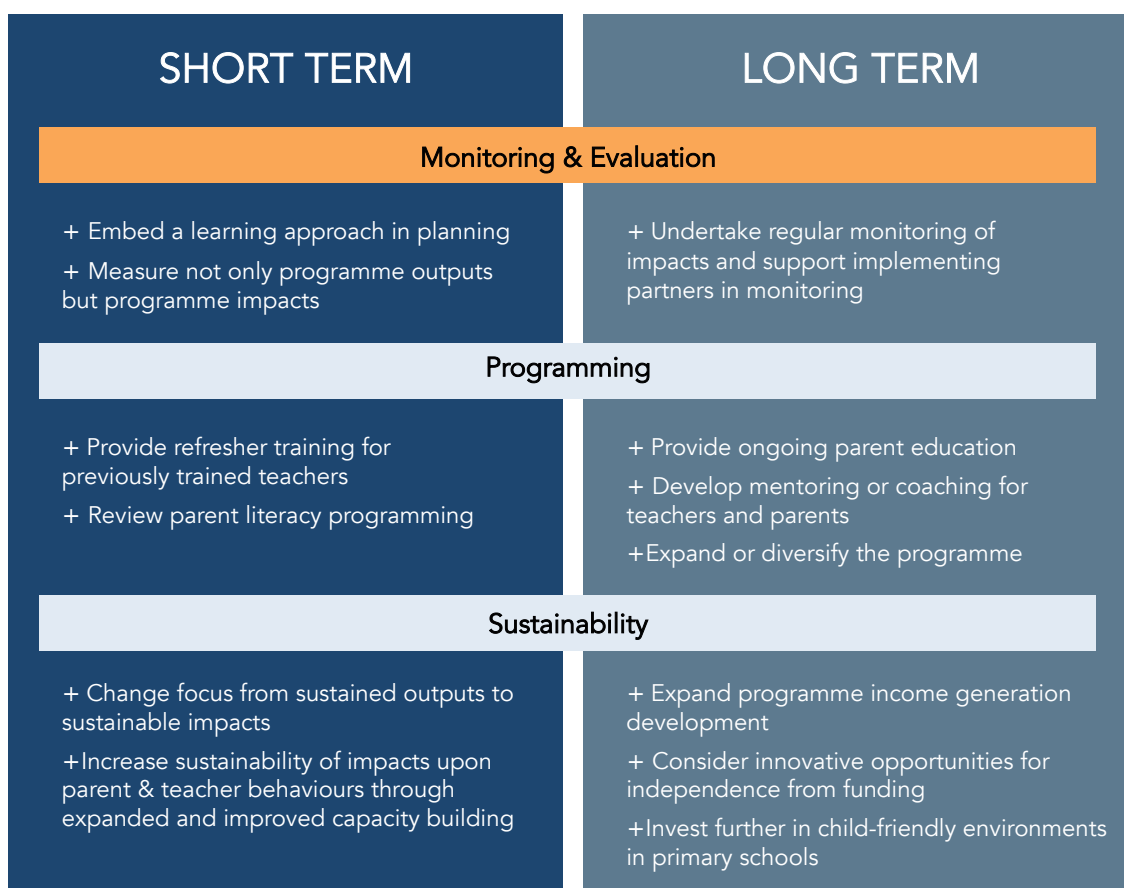 SHORT TERM
LONG TERM
Monitoring & Evaluation
+ Embed a learning approach in planning
+ Measure not only programme outputs
but programme impacts
+ Undertake regular monitoring of
impacts and support implementing
partners in monitoring
Programming
+ Provide refresher training for
previously trained teachers
+ Review parent literacy programming
+ Provide ongoing parent education
+ Develop mentoring or coaching for
teachers and parents
+Expand or diversify the programme
Sustainability
+ Change focus from sustained outputs to
sustainable impacts
+Increase sustainability of impacts upon
parent & teacher behaviours through
expanded and improved capacity building
+ Expand programme income generation
development
+ Consider innovative opportunities for
independence from funding
+Invest further in child-friendly environments
in primary schools